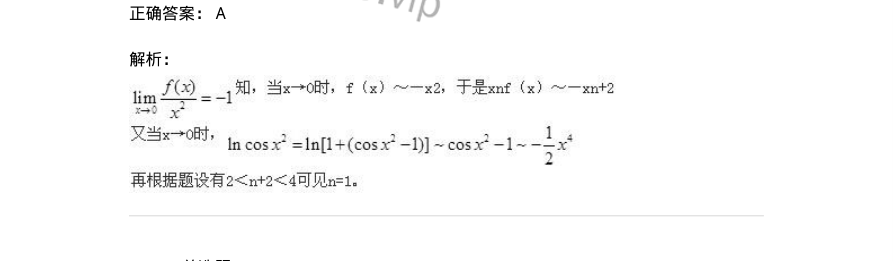 vip
正确答案： A
解析：
lim x→0 f(x)/x² = −1知，当x→0时，f（x）～－x2，于是xnf（x）～－xn+2
又当x→0时， ln cos x² = ln[1+(cos x² −1)] ~ cos x² −1 ~ −1/2 x⁴
再根据题设有2＜n+2＜4可见n=1。